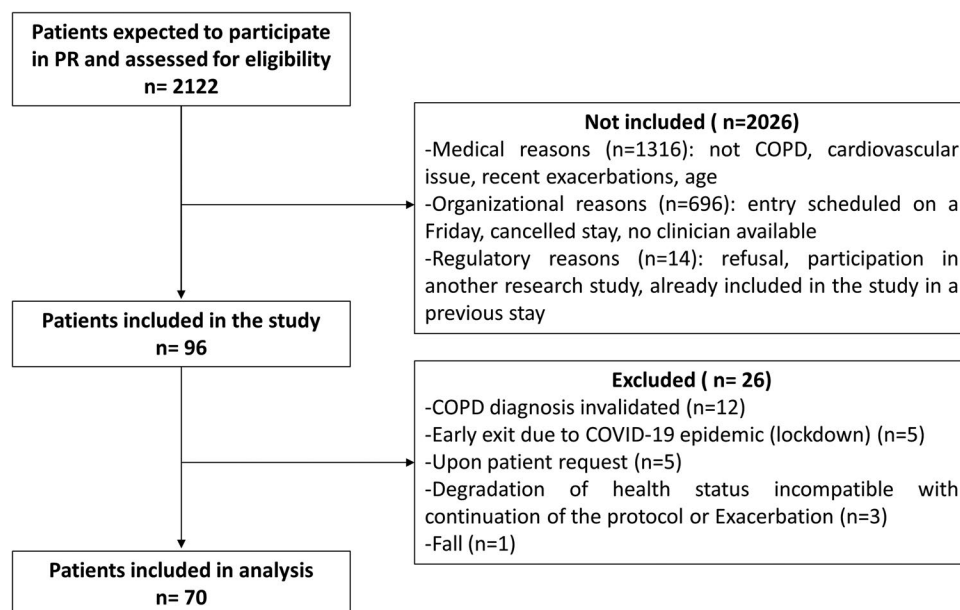 Patients expected to participate
in PR and assessed for eligibility
n= 2122
Not included ( n=2026)
-Medical reasons (n=1316): not COPD, cardiovascular
issue, recent exacerbations, age
-Organizational reasons (n=696): entry scheduled on a
Friday, cancelled stay, no clinician available
-Regulatory reasons (n=14): refusal, participation in
another research study, already included in the study in a
previous stay
Patients included in the study
n= 96
Excluded ( n= 26)
-COPD diagnosis invalidated (n=12)
-Early exit due to COVID-19 epidemic (lockdown) (n=5)
-Upon patient request (n=5)
-Degradation of health status incompatible with
continuation of the protocol or Exacerbation (n=3)
-Fall (n=1)
Patients included in analysis
n= 70